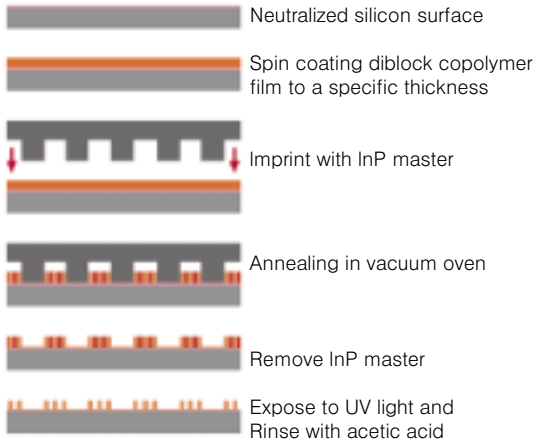 Neutralized silicon surface
Spin coating diblock copolymer
film to a specific thickness
Imprint with InP master
Annealing in vacuum oven
Remove InP master
Expose to UV light and
Rinse with acetic acid